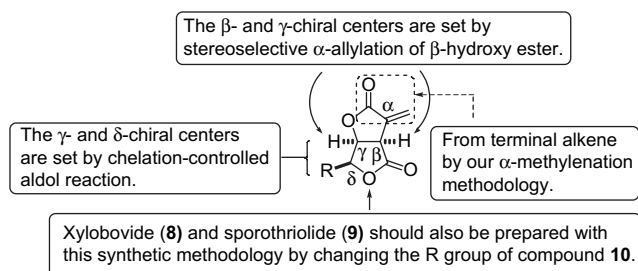 The β- and γ-chiral centers are set by
stereoselective α-allylation of β-hydroxy ester.
O
α
O
H
H
γ
β
R
δ
O
O
The γ- and δ-chiral centers
are set by chelation-controlled
aldol reaction.
From terminal alkene
by our α-methylenation
methodology.
Xylobovide (8) and sporothriolide (9) should also be prepared with
this synthetic methodology by changing the R group of compound 10.